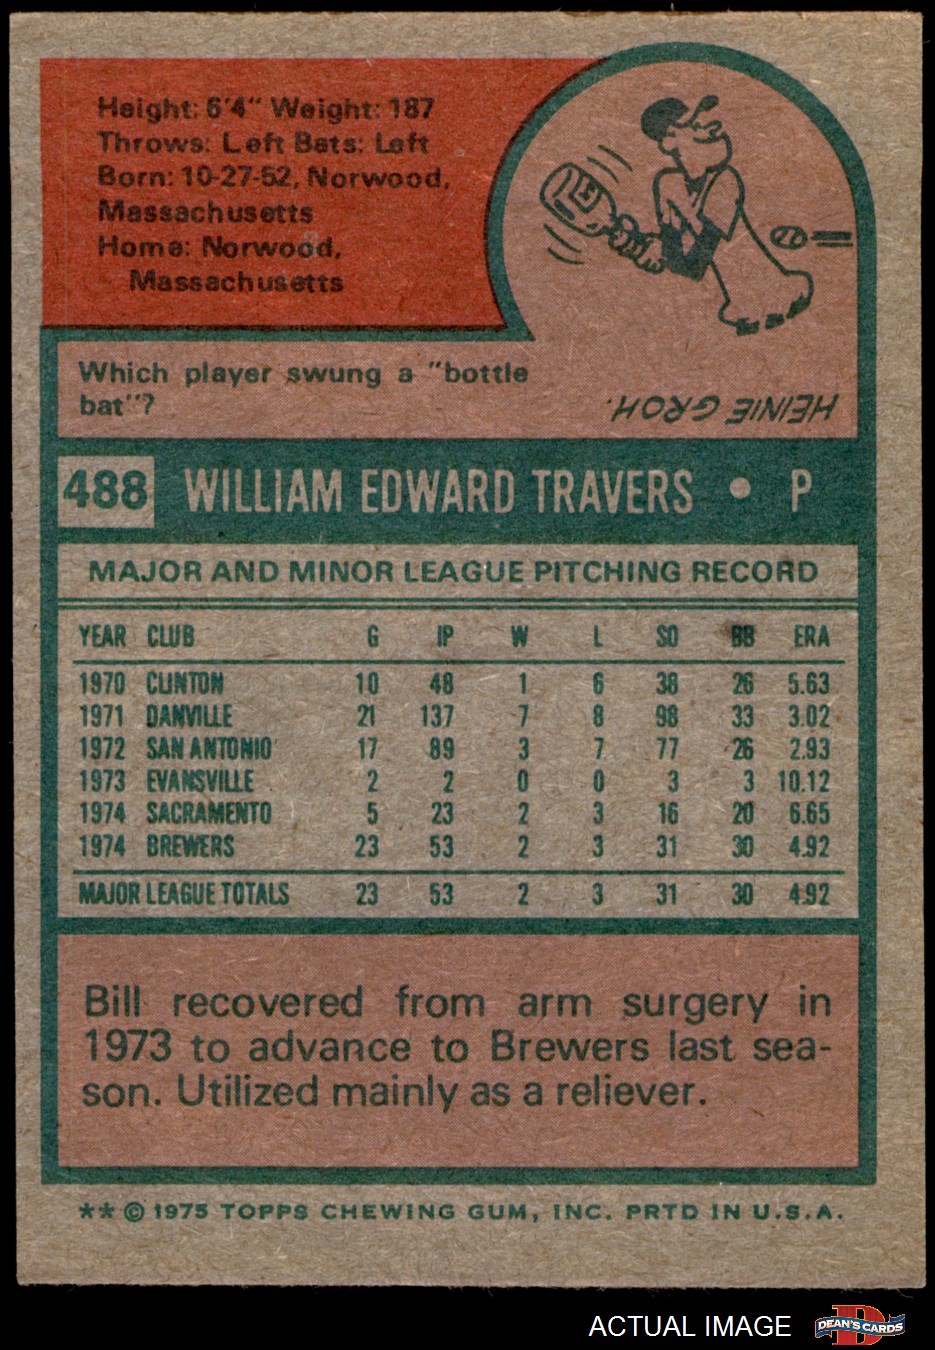 Height: 6'4" Weight: 187
Throws: Left Bats: Left
Born: 10-27-52, Norwood,
Massachusetts
Home: Norwood,
Massachusetts
Which player swung a "bottle
bat"?
HEINIE GROH.
488 WILLIAM EDWARD TRAVERS • P
MAJOR AND MINOR LEAGUE PITCHING RECORD
YEAR CLUB G IP W L SO BB ERA
1970 CLINTON 10 48 1 6 38 26 5.63
1971 DANVILLE 21 137 7 8 98 33 3.02
1972 SAN ANTONIO 17 89 3 7 77 26 2.93
1973 EVANSVILLE 2 2 0 0 3 3 10.12
1974 SACRAMENTO 5 23 2 3 16 20 6.65
1974 BREWERS 23 53 2 3 31 30 4.92
MAJOR LEAGUE TOTALS 23 53 2 3 31 30 4.92
Bill recovered from arm surgery in
1973 to advance to Brewers last sea-
son. Utilized mainly as a reliever.
** © 1975 TOPPS CHEWING GUM, INC. PRTD IN U.S.A.
ACTUAL IMAGE
DEAN'S CARDS